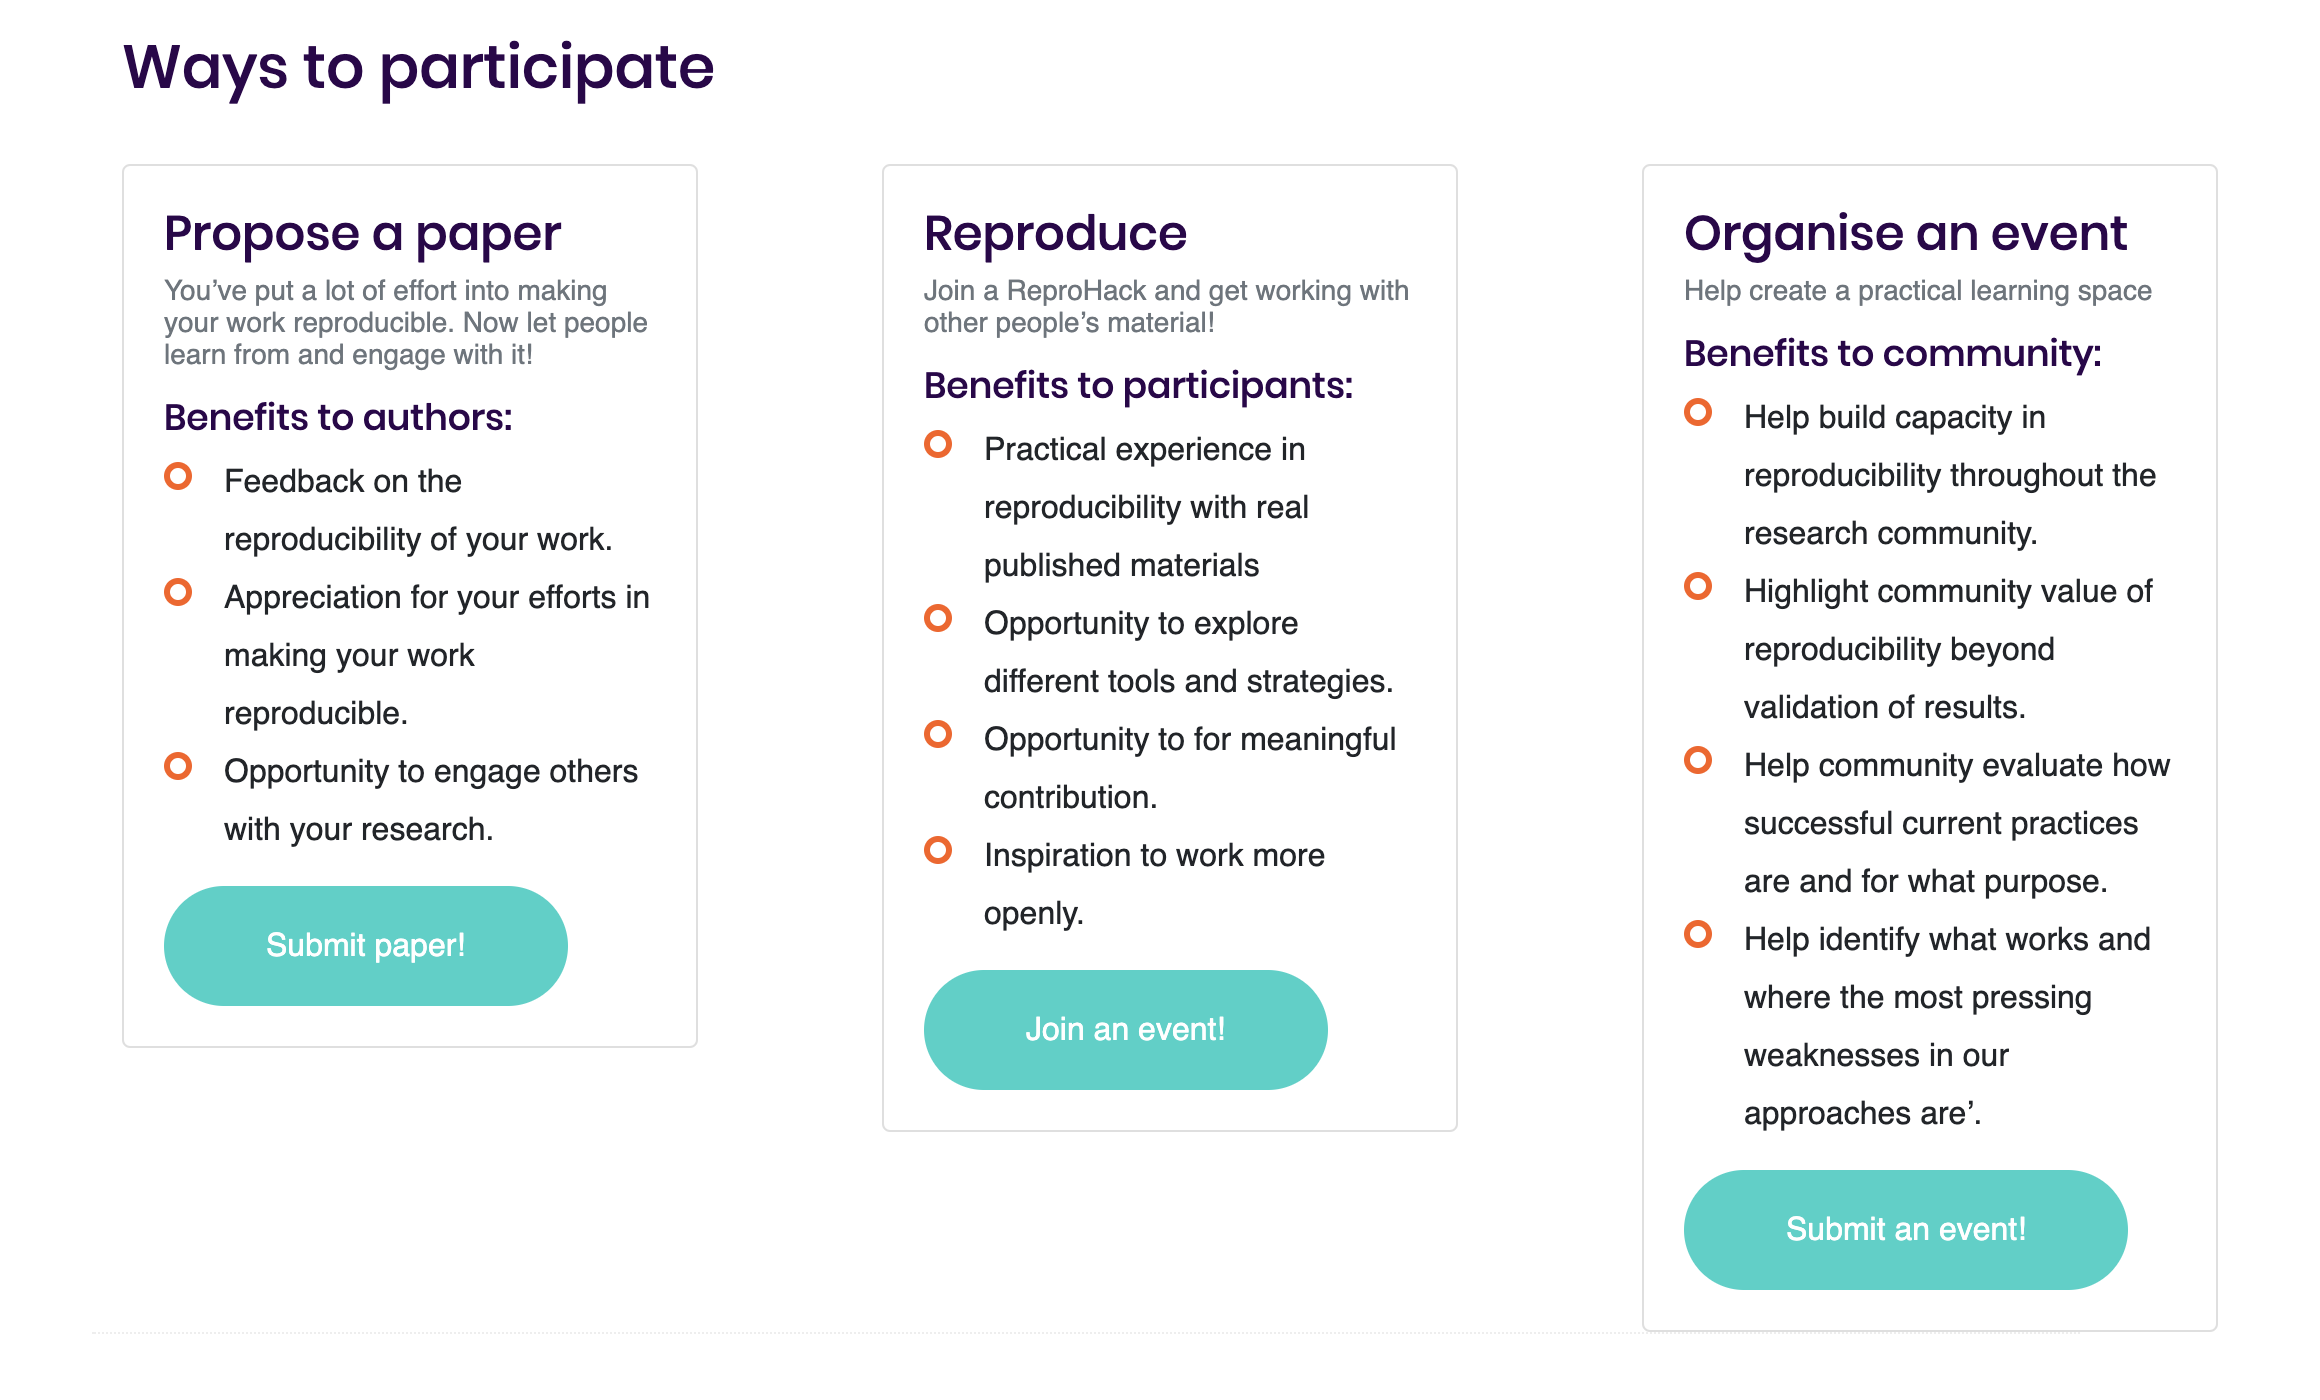 Ways to participate
Propose a paper
You’ve put a lot of effort into making
your work reproducible. Now let people
learn from and engage with it!
Benefits to authors:
Feedback on the
reproducibility of your work.
Appreciation for your efforts in
making your work
reproducible.
Opportunity to engage others
with your research.
Submit paper!
Reproduce
Join a ReproHack and get working with
other people’s material!
Benefits to participants:
Practical experience in
reproducibility with real
published materials
Opportunity to explore
different tools and strategies.
Opportunity to for meaningful
contribution.
Inspiration to work more
openly.
Join an event!
Organise an event
Help create a practical learning space
Benefits to community:
Help build capacity in
reproducibility throughout the
research community.
Highlight community value of
reproducibility beyond
validation of results.
Help community evaluate how
successful current practices
are and for what purpose.
Help identify what works and
where the most pressing
weaknesses in our
approaches are’.
Submit an event!